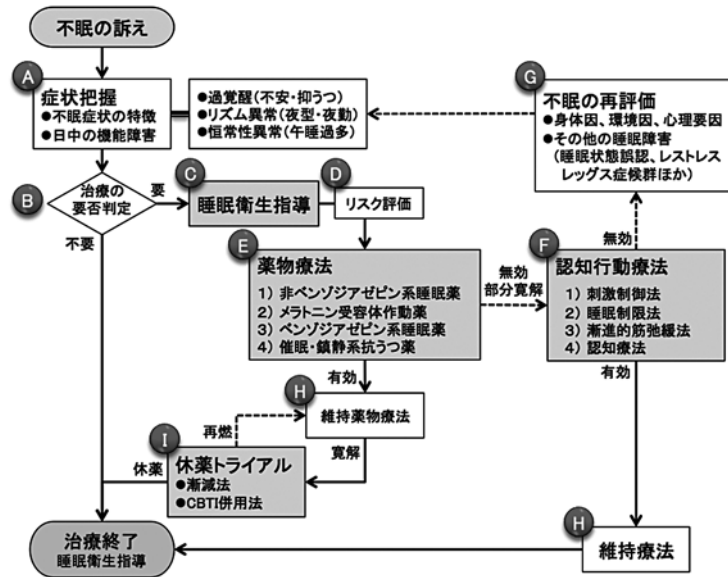 不眠の訴え
A
症状把握
●不眠症状の特徴
●日中の機能障害
●過覚醒(不安・抑うつ)
●リズム異常(夜型・夜勤)
●恒常性異常(午睡過多)
G
不眠の再評価
●身体因、環境因、心理要因
●その他の睡眠障害
(睡眠状態誤認、レストレス
レッグス症候群ほか)
B
治療の
要否判定
要
不要
C
睡眠衛生指導
D
リスク評価
無効
E
薬物療法
1) 非ベンゾジアゼピン系睡眠薬
2) メラトニン受容体作動薬
3) ベンゾジアゼピン系睡眠薬
4) 催眠・鎮静系抗うつ薬
無効
部分寛解
F
認知行動療法
1) 刺激制御法
2) 睡眠制限法
3) 漸進的筋弛緩法
4) 認知療法
有効
有効
H
維持薬物療法
再燃
寛解
I
休薬トライアル
●漸減法
●CBTI併用法
休薬
治療終了
睡眠衛生指導
H
維持療法